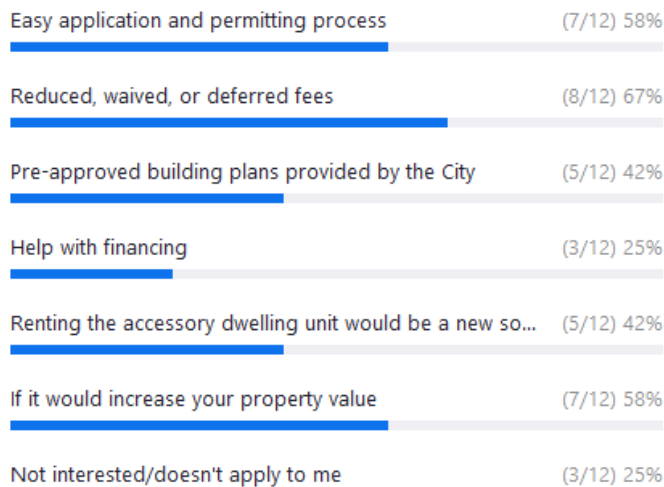 Easy application and permitting process (7/12) 58%
Reduced, waived, or deferred fees (8/12) 67%
Pre-approved building plans provided by the City (5/12) 42%
Help with financing (3/12) 25%
Renting the accessory dwelling unit would be a new so... (5/12) 42%
If it would increase your property value (7/12) 58%
Not interested/doesn't apply to me (3/12) 25%